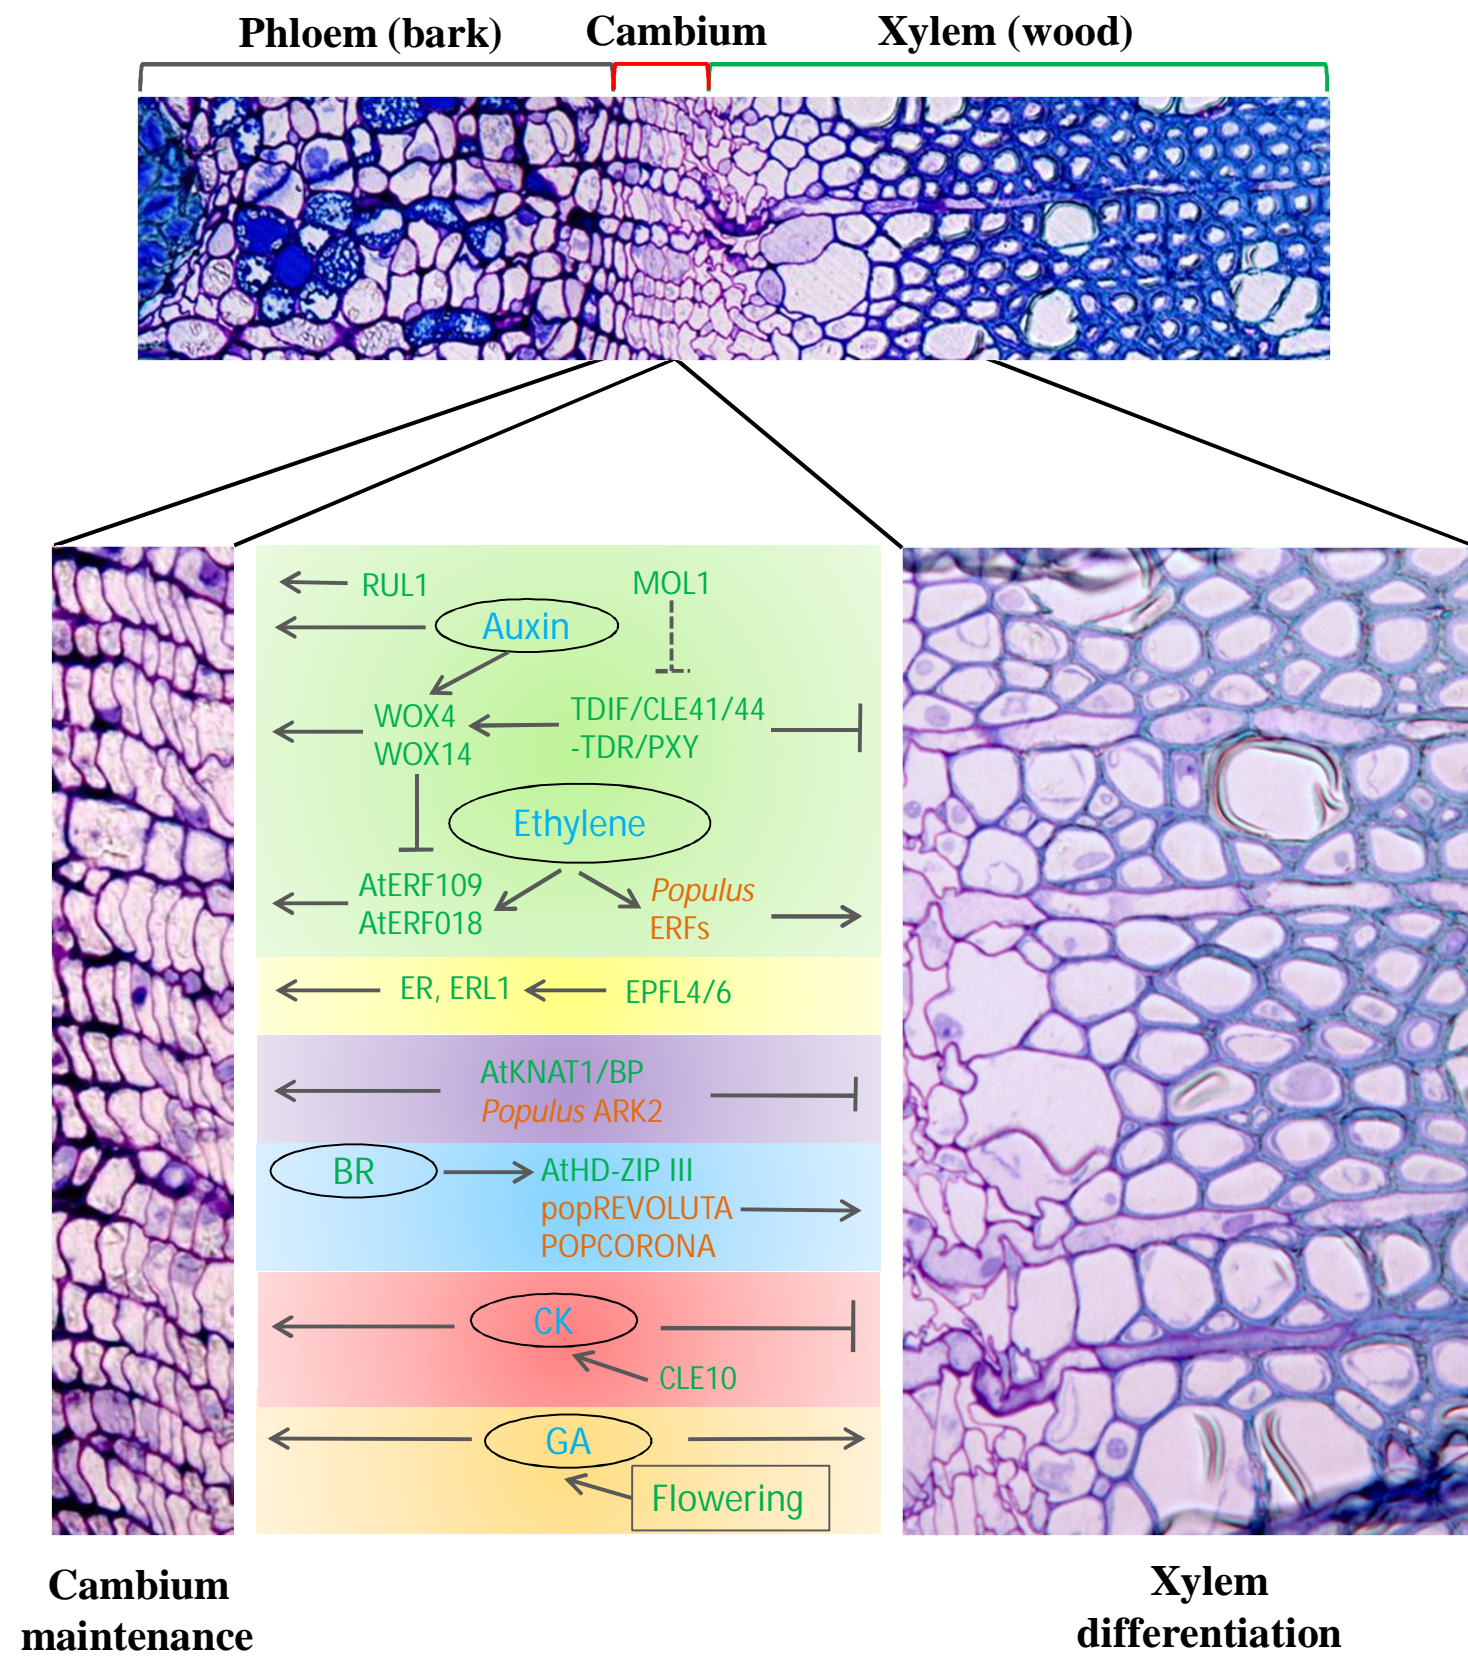 Phloem (bark)
Cambium
Xylem (wood)
RUL1
MOL1
Auxin
WOX4
WOX14
TDIF/CLE41/44
-TDR/PXY
Ethylene
AtERF109
AtERF018
Populus
ERFs
ER, ERL1
EPFL4/6
AtKNAT1/BP
Populus ARK2
BR
AtHD-ZIP III
popREVOLUTA
POPCORONA
CK
CLE10
GA
Flowering
Cambium
maintenance
Xylem
differentiation